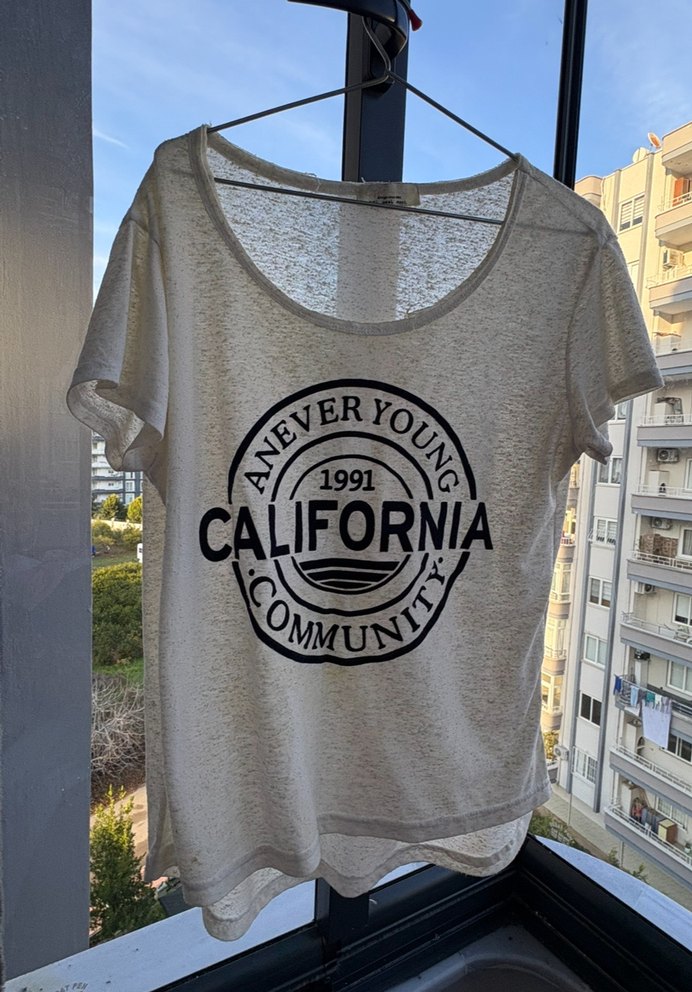 ANEVER YOUNG
1991
CALIFORNIA
·COMMUNITY·